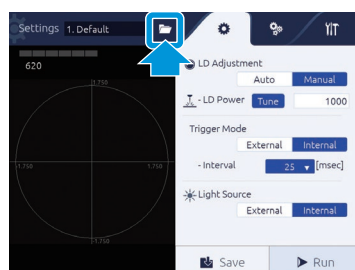 Settings 1. Default
620
1.750
-1.750 1.750
-1.750
LD Adjustment
Auto Manual
- LD Power Tune 1000
Trigger Mode
External Internal
- Interval 25 [msec]
Light Source
External Internal
Save Run